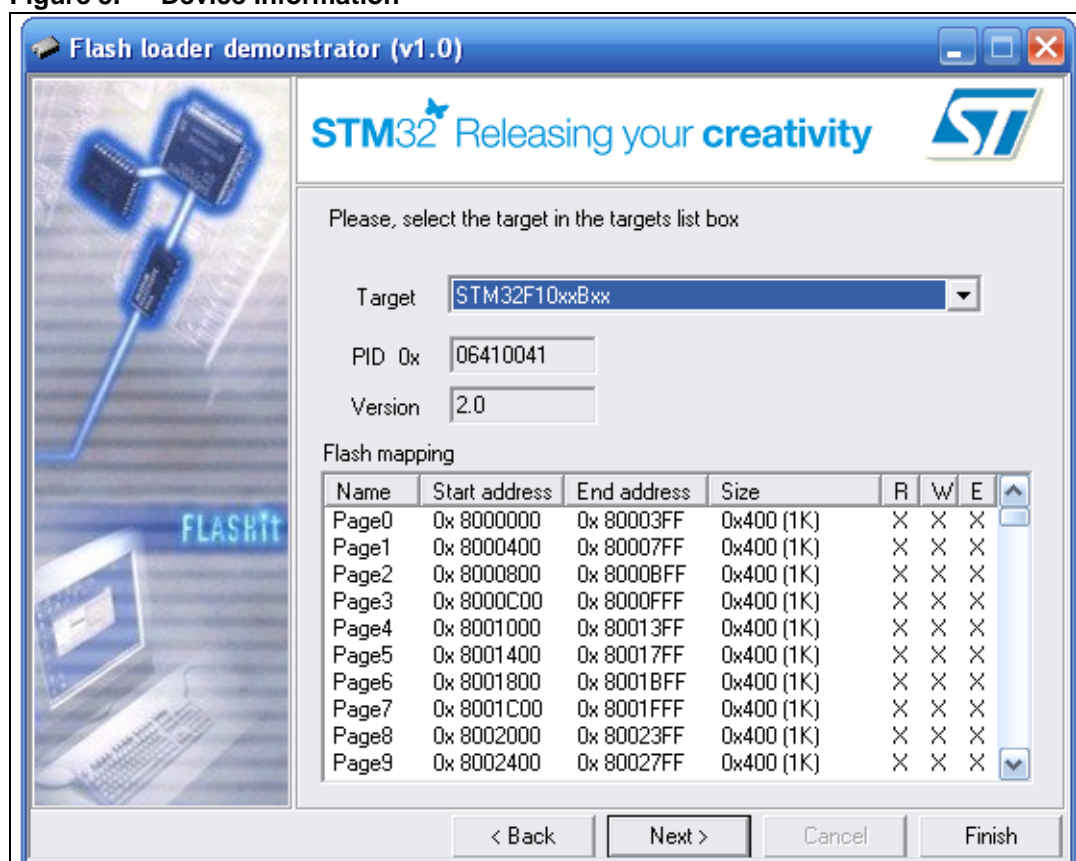 Figure 3. Device information
Flash loader demonstrator (v1.0)
STM32 Releasing your creativity
ST
Please, select the target in the targets list box
Target STM32F10xxBxx
PID 0x 06410041
Version 2.0
Flash mapping
Name Start address End address Size R W E
Page0 0x 8000000 0x 80003FF 0x400 (1K) X X X
Page1 0x 8000400 0x 80007FF 0x400 (1K) X X X
Page2 0x 8000800 0x 8000BFF 0x400 (1K) X X X
Page3 0x 8000C00 0x 8000FFF 0x400 (1K) X X X
Page4 0x 8001000 0x 80013FF 0x400 (1K) X X X
Page5 0x 8001400 0x 80017FF 0x400 (1K) X X X
Page6 0x 8001800 0x 8001BFF 0x400 (1K) X X X
Page7 0x 8001C00 0x 8001FFF 0x400 (1K) X X X
Page8 0x 8002000 0x 80023FF 0x400 (1K) X X X
Page9 0x 8002400 0x 80027FF 0x400 (1K) X X X
FLASHit
< Back Next > Cancel Finish